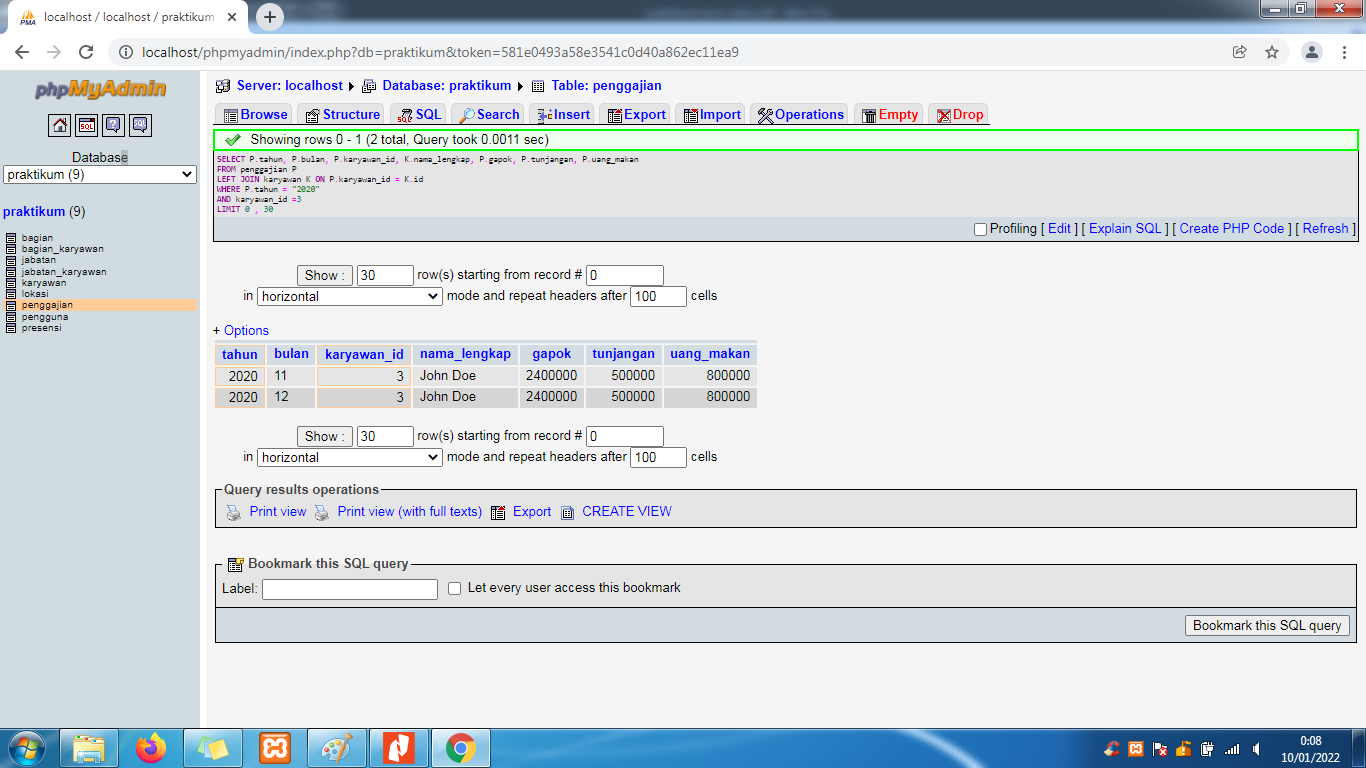 localhost / localhost / praktikum
localhost/phpmyadmin/index.php?db=praktikum&token=581e0493a58e3541c0d40a862ec11ea9
phpMyAdmin
Database
praktikum (9)
praktikum (9)
bagian
bagian_karyawan
jabatan
jabatan_karyawan
karyawan
lokasi
penggajian
pengguna
presensi
Server: localhost Database: praktikum Table: penggajian
Browse Structure SQL Search Insert Export Import Operations Empty Drop
Showing rows 0 - 1 (2 total, Query took 0.0011 sec)
SELECT P.tahun, P.bulan, P.karyawan_id, K.nama_lengkap, P.gapok, P.tunjangan, P.uang_makan
FROM penggajian P
LEFT JOIN karyawan K ON P.karyawan_id = K.id
WHERE P.tahun = "2020"
AND karyawan_id =3
LIMIT 0 , 30
Profiling [ Edit ] [ Explain SQL ] [ Create PHP Code ] [ Refresh ]
Show : 30 row(s) starting from record # 0
in horizontal mode and repeat headers after 100 cells
+ Options
tahun bulan karyawan_id nama_lengkap gapok tunjangan uang_makan
2020 11 3 John Doe 2400000 500000 800000
2020 12 3 John Doe 2400000 500000 800000
Show : 30 row(s) starting from record # 0
in horizontal mode and repeat headers after 100 cells
Query results operations
Print view Print view (with full texts) Export CREATE VIEW
Bookmark this SQL query
Label: Let every user access this bookmark
Bookmark this SQL query
0:08
10/01/2022